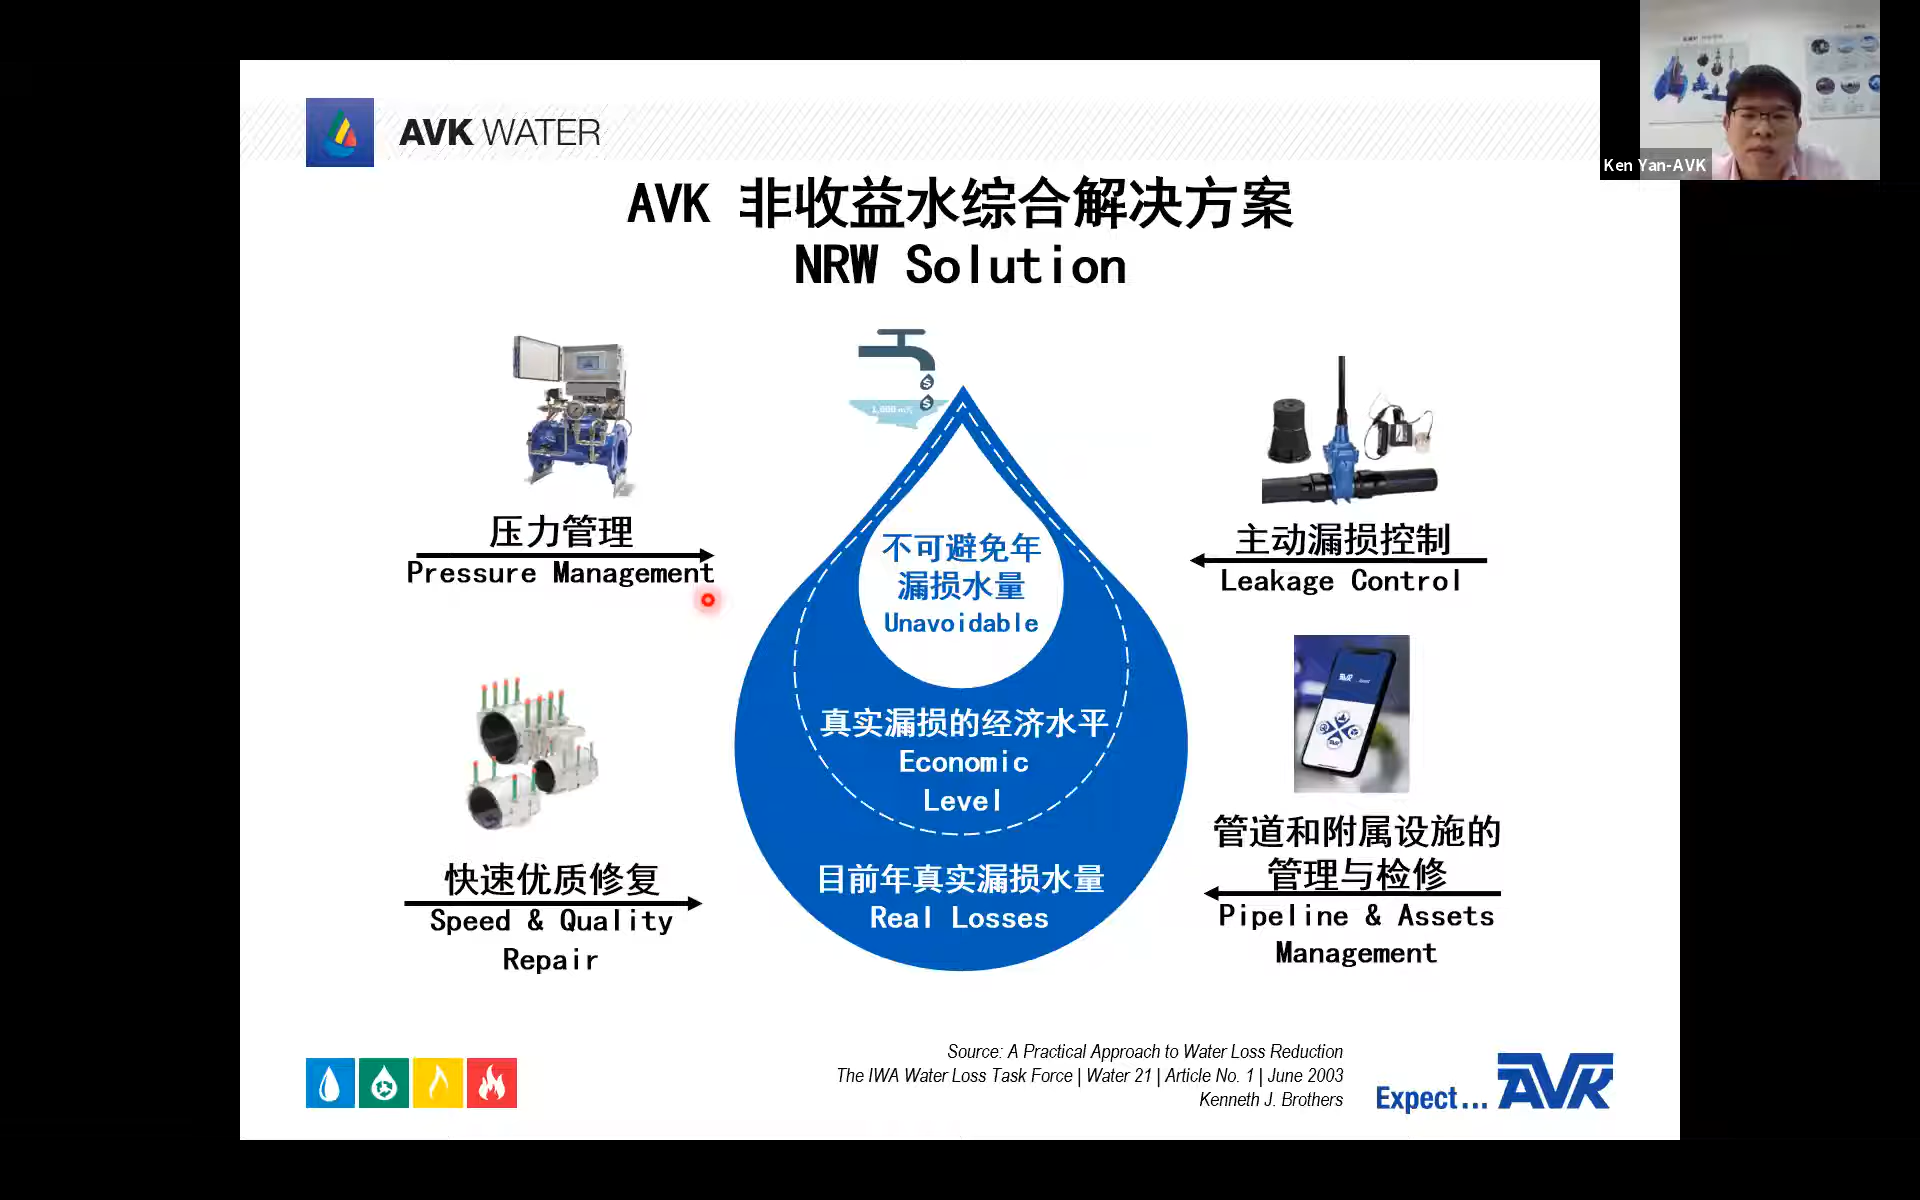 AVK WATER
Ken Yan-AVK
AVK 非收益水综合解决方案
NRW Solution
压力管理
Pressure Management
主动漏损控制
Leakage Control
不可避免年
漏损水量
Unavoidable
真实漏损的经济水平
Economic
Level
目前年真实漏损水量
Real Losses
快速优质修复
Speed & Quality
Repair
管道和附属设施的
管理与检修
Pipeline & Assets
Management
Source: A Practical Approach to Water Loss Reduction
The IWA Water Loss Task Force | Water 21 | Article No. 1 | June 2003
Kenneth J. Brothers
Expect... AVK